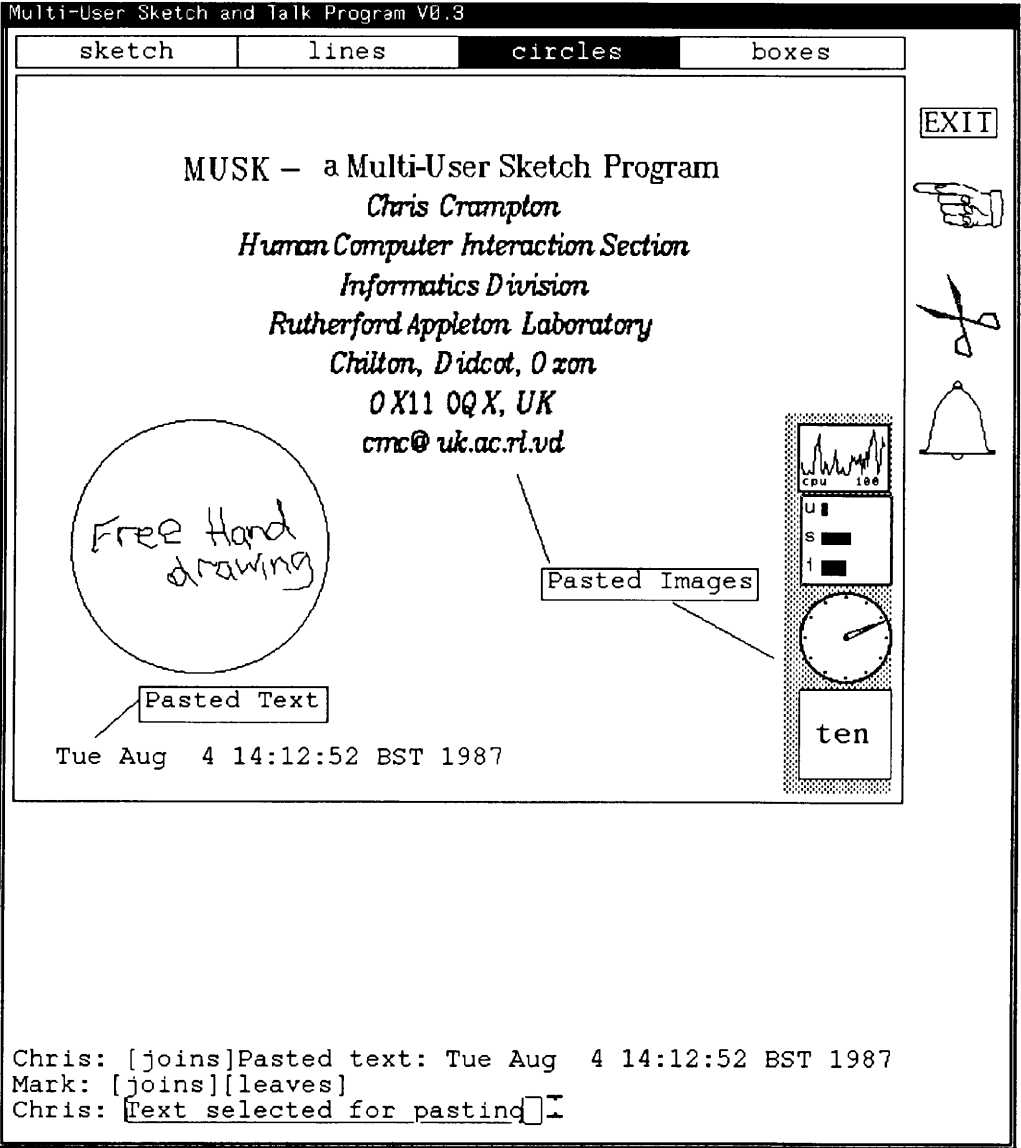 Multi-User Sketch and Talk Program V0.3
sketch lines circles boxes
EXIT
MUSK – a Multi-User Sketch Program
Chris Crampton
Human Computer Interaction Section
Informatics Division
Rutherford Appleton Laboratory
Chilton, Didcot, Oxon
OX11 0QX, UK
cmc@uk.ac.rl.vd
cpu 100
u
s
i
Free Hand
drawing
Pasted Images
Pasted Text
ten
Tue Aug 4 14:12:52 BST 1987
Chris: [joins]Pasted text: Tue Aug 4 14:12:52 BST 1987
Mark: [joins][leaves]
Chris: Text selected for pasting